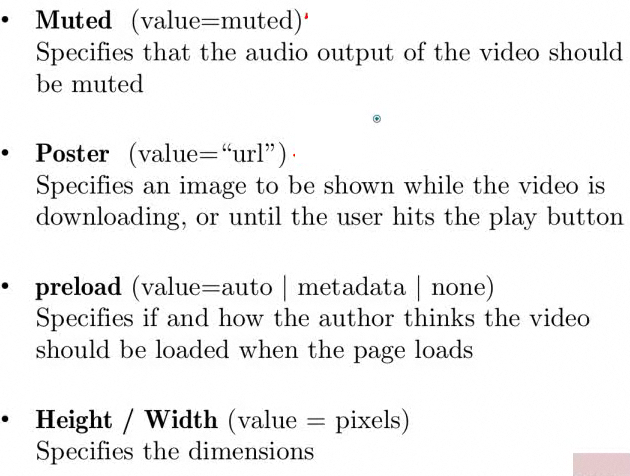 • Muted (value=muted)
Specifies that the audio output of the video should
be muted
• Poster (value=“url”)
Specifies an image to be shown while the video is
downloading, or until the user hits the play button
• preload (value=auto | metadata | none)
Specifies if and how the author thinks the video
should be loaded when the page loads
• Height / Width (value = pixels)
Specifies the dimensions